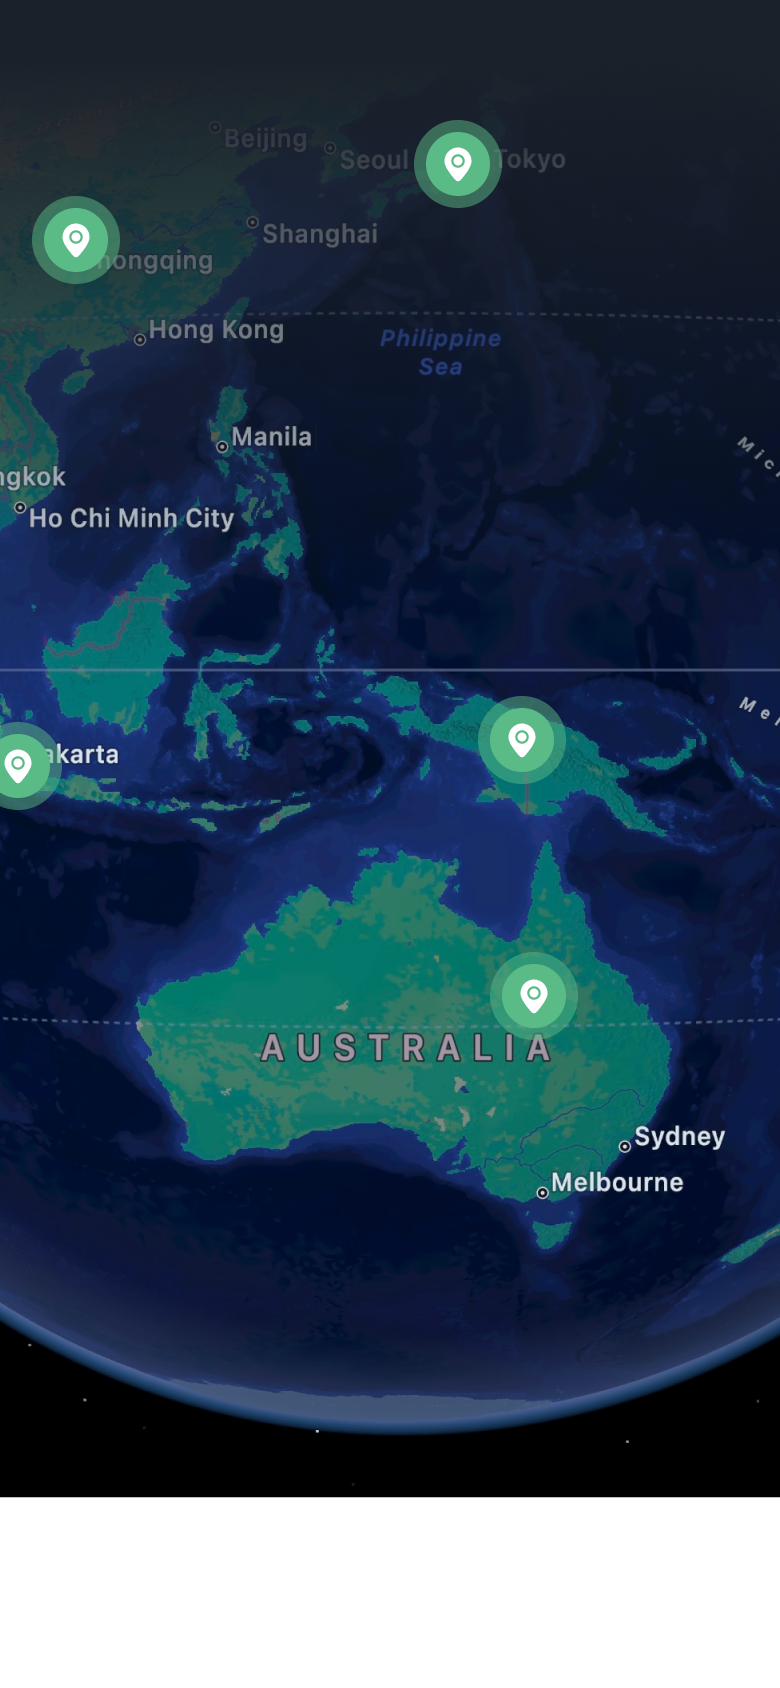 Beijing
Seoul
Tokyo
Shanghai
hongqing
Hong Kong
Philippine
Sea
Manila
Mic
ngkok
Ho Chi Minh City
Mel
akarta
AUSTRALIA
Sydney
Melbourne